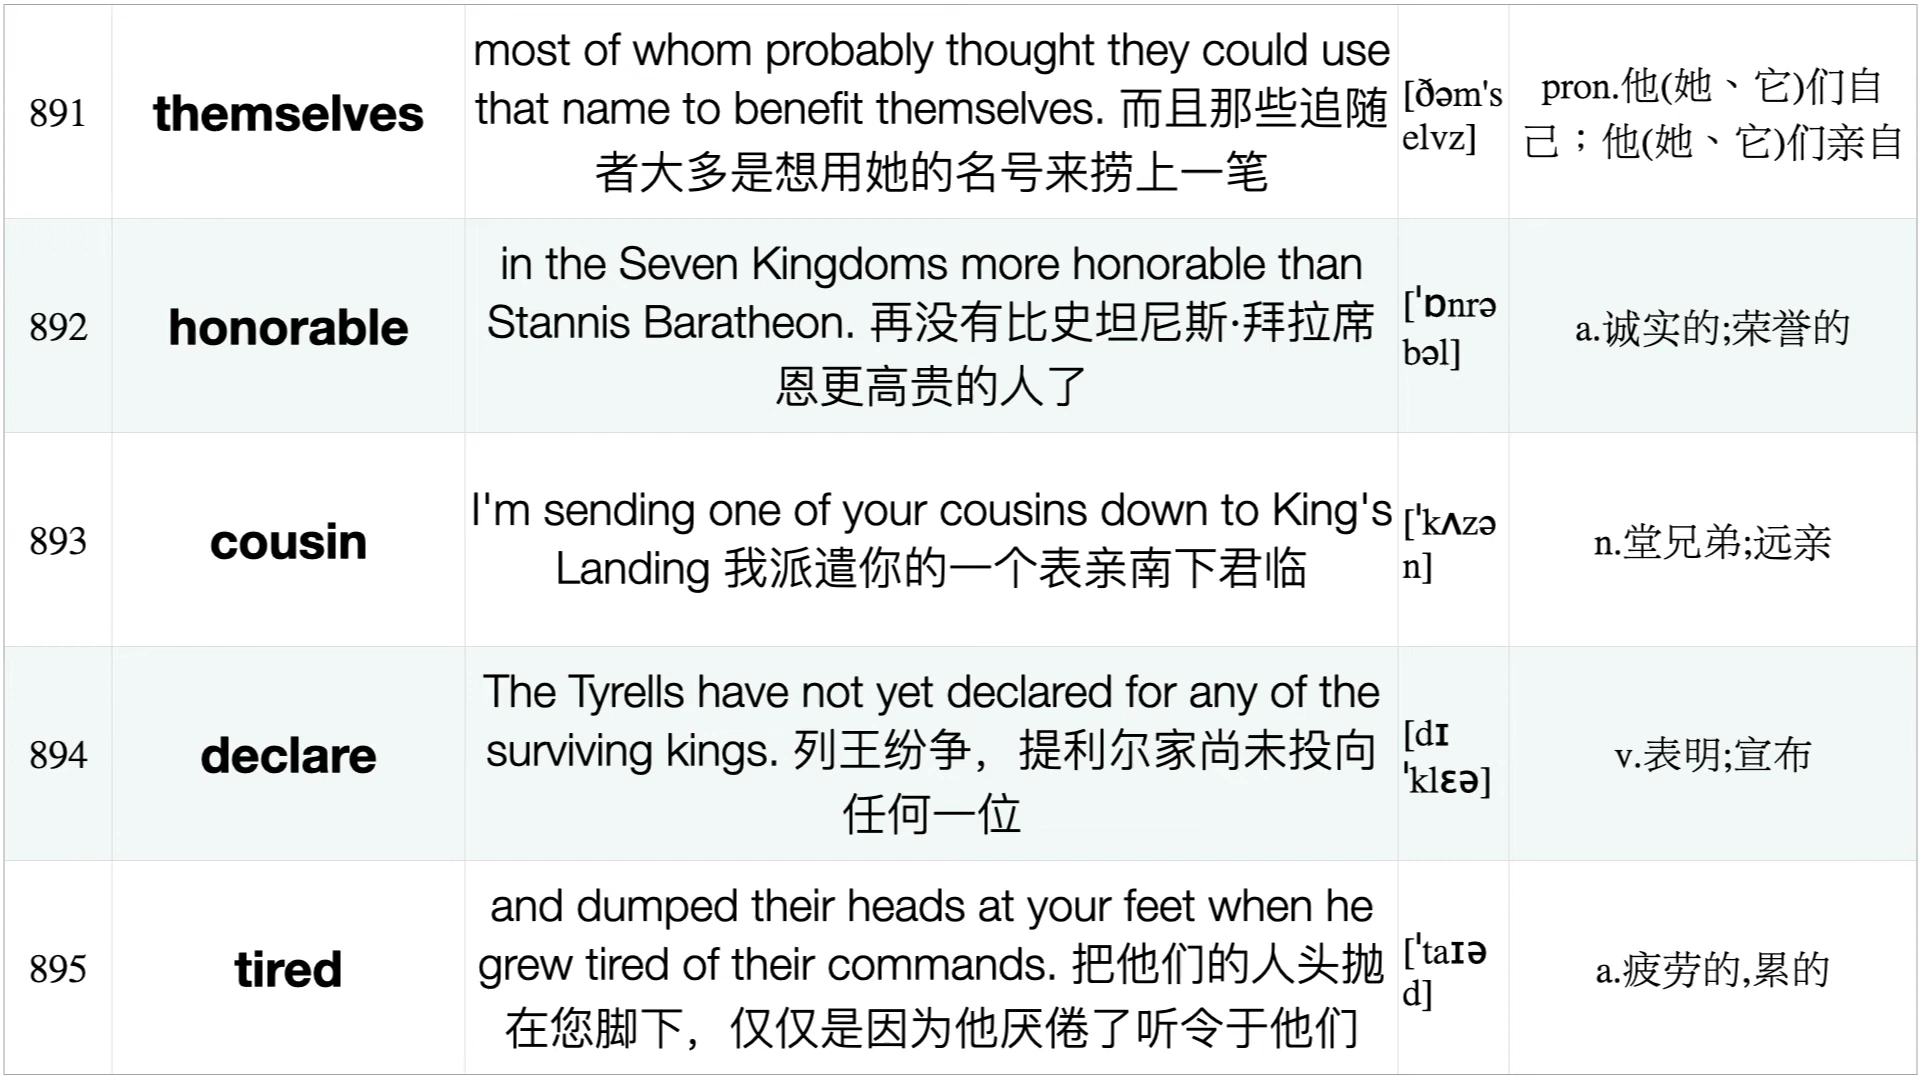 891
themselves
most of whom probably thought they could use
that name to benefit themselves. 而且那些追随
者大多是想用她的名号来捞上一笔
[ðəm's
elvz]
pron.他(她、它)们自
己；他(她、它)们亲自
892
honorable
in the Seven Kingdoms more honorable than
Stannis Baratheon. 再没有比史坦尼斯·拜拉席
恩更高贵的人了
[ˈɒnrə
bəl]
a.诚实的;荣誉的
893
cousin
I'm sending one of your cousins down to King's
Landing 我派遣你的一个表亲南下君临
[ˈkʌzə
n]
n.堂兄弟;远亲
894
declare
The Tyrells have not yet declared for any of the
surviving kings. 列王纷争，提利尔家尚未投向
任何一位
[dɪ
ˈklɛə]
v.表明;宣布
895
tired
and dumped their heads at your feet when he
grew tired of their commands. 把他们的人头抛
在您脚下，仅仅是因为他厌倦了听令于他们
[ˈtaɪə
d]
a.疲劳的,累的